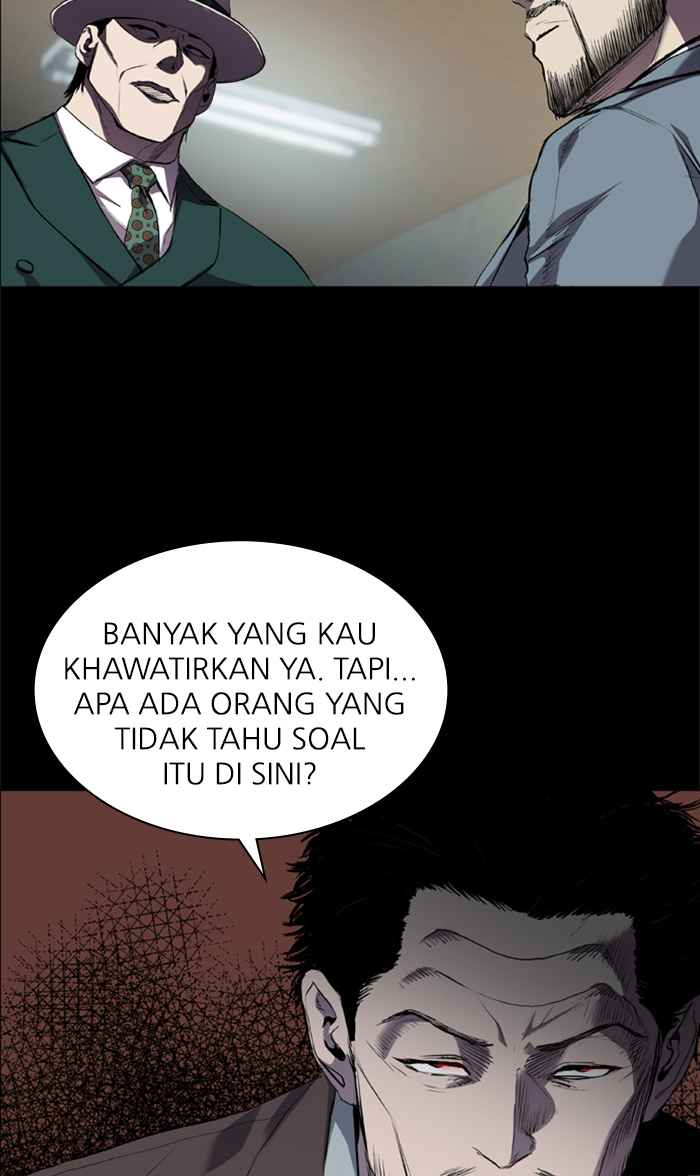 BANYAK YANG KAU
KHAWATIRKAN YA. TAPI...
APA ADA ORANG YANG
TIDAK TAHU SOAL
ITU DI SINI?